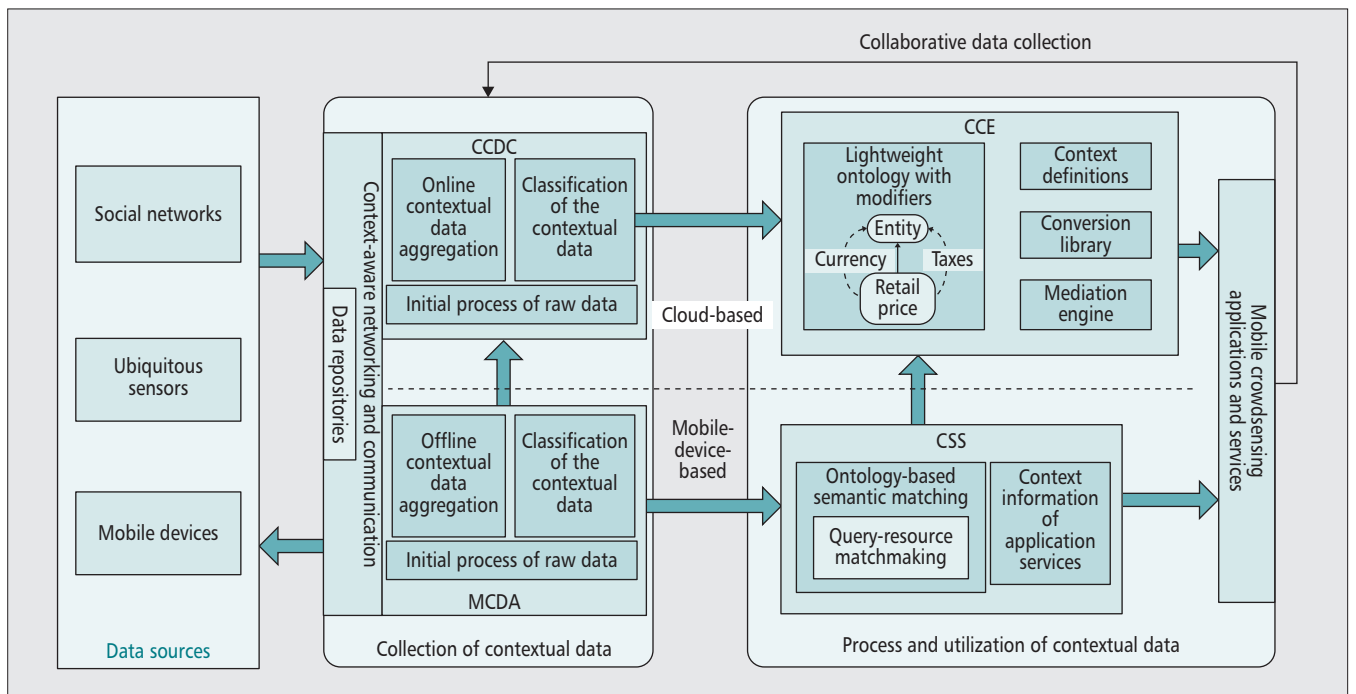 Collaborative data collection
Social networks
Ubiquitous
sensors
Mobile devices
Data sources
Context-aware networking and communication
Data repositories
CCDC
Online
contextual
data
aggregation
Classification
of the
contextual
data
Initial process of raw data
Offline
contextual
data
aggregation
Classification
of the
contextual
data
Initial process of raw data
MCDA
Collection of contextual data
Cloud-based
Mobile-
device-
based
CCE
Lightweight
ontology with
modifiers
Entity
Currency
Taxes
Retail
price
Context
definitions
Conversion
library
Mediation
engine
CSS
Ontology-based
semantic matching
Query-resource
matchmaking
Context
information
of
application
services
Process and utilization of contextual data
Mobile crowdsensing
applications and services